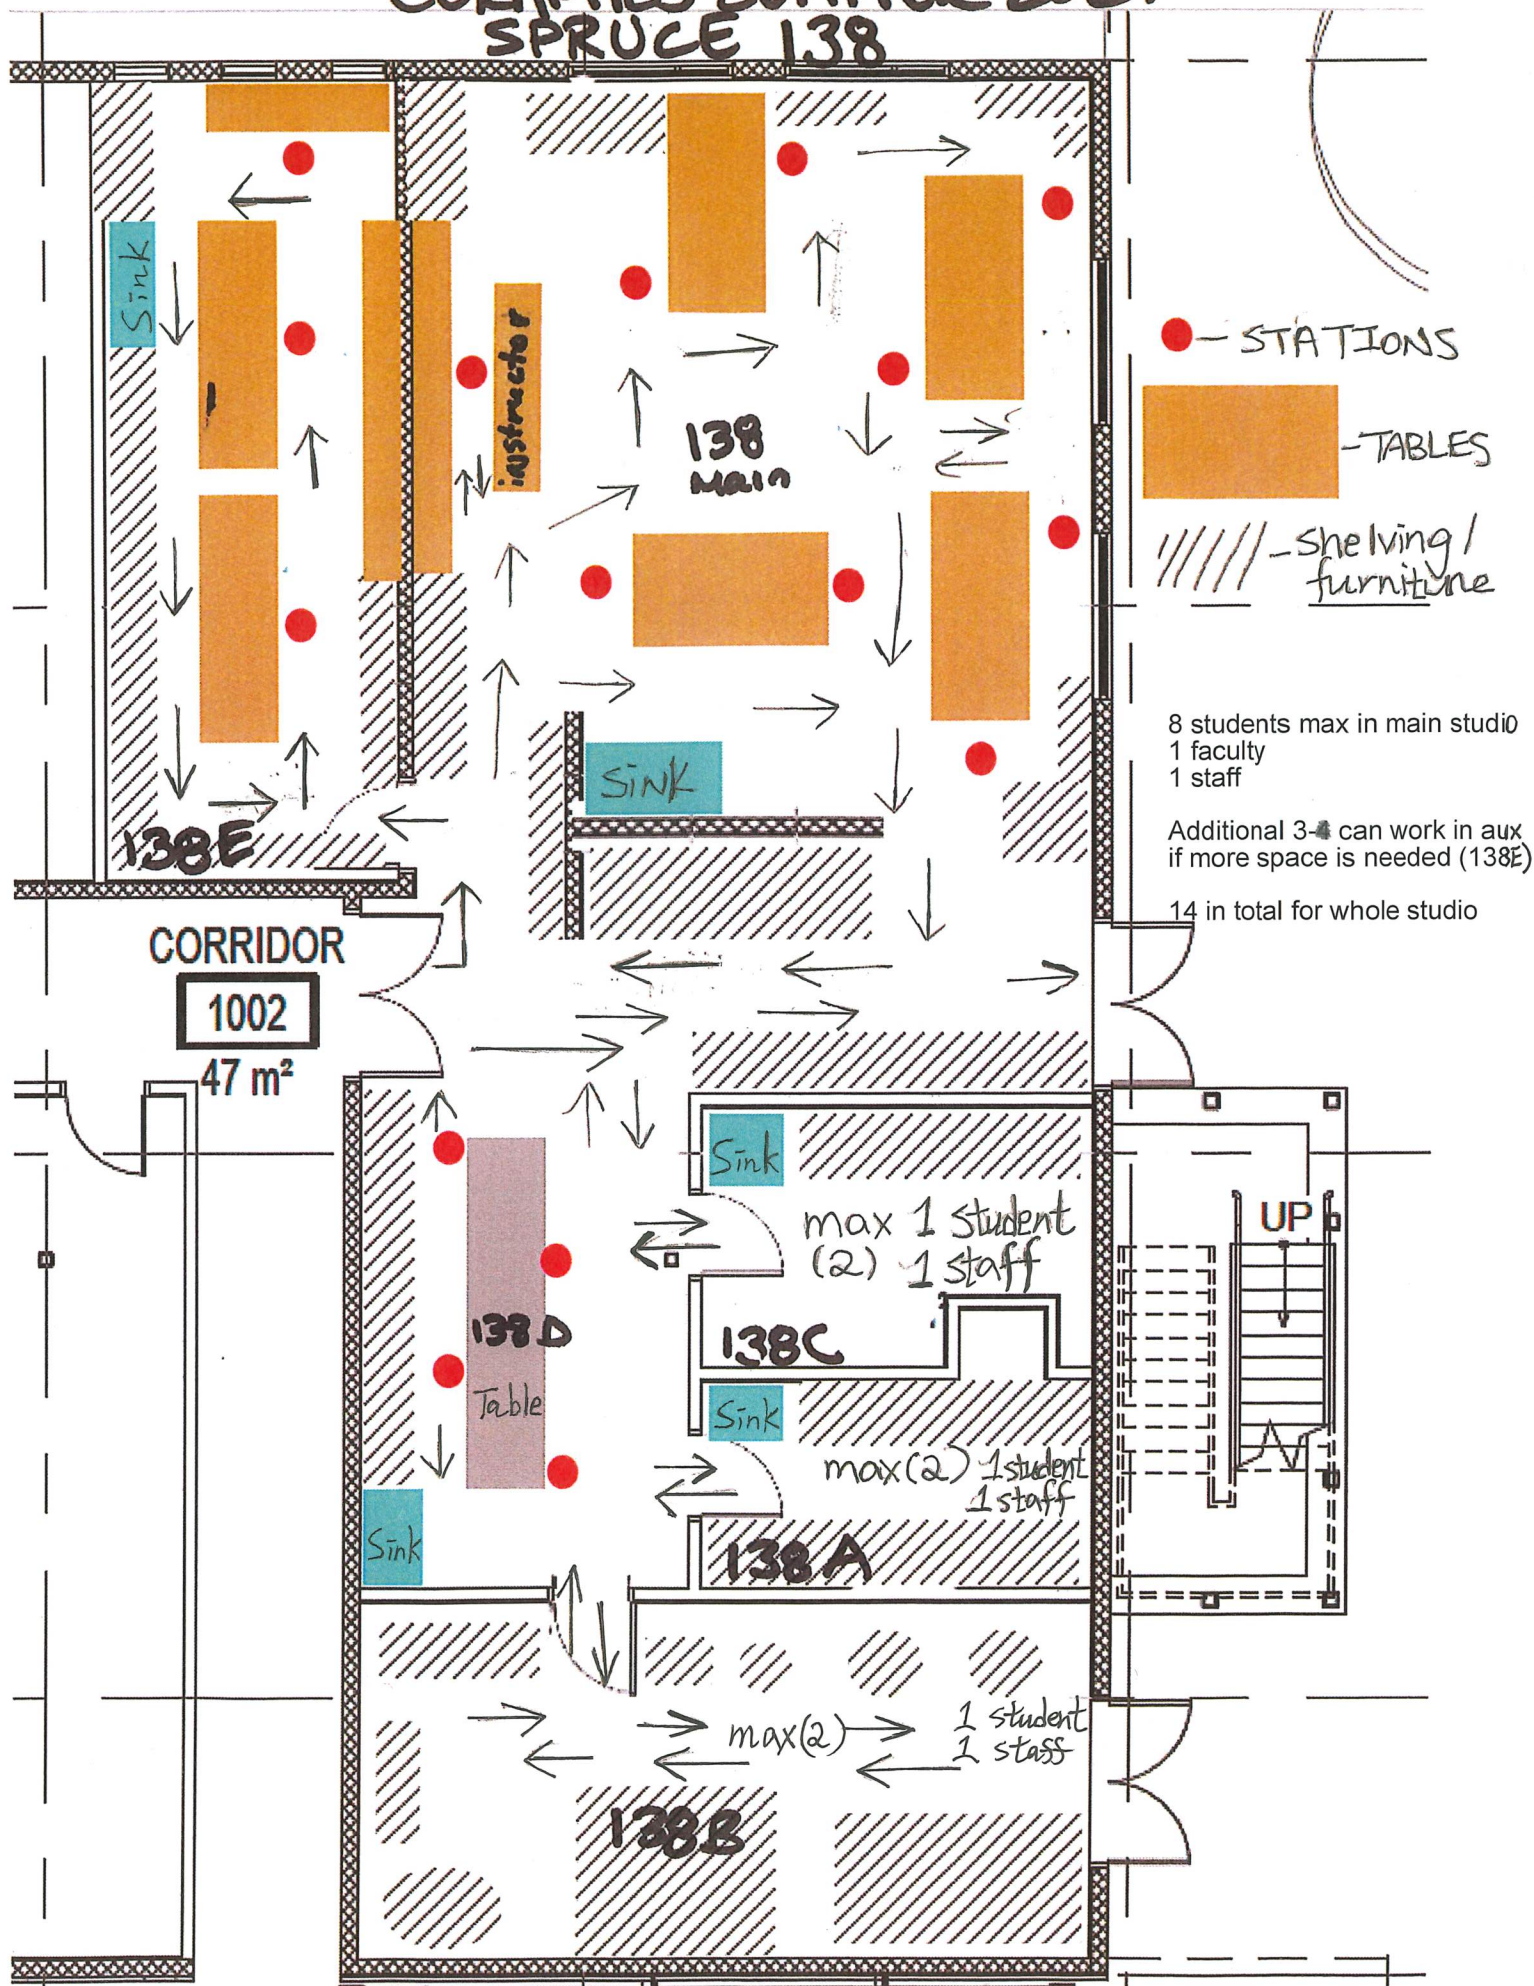 SPRUCE 138
Sink
instructor
138
Main
STATIONS
TABLES
Shelving/
furniture
8 students max in main studio
1 faculty
1 staff
Additional 3-4 can work in aux
if more space is needed (138E)
14 in total for whole studio
SINK
138E
CORRIDOR
1002
47 m²
Sink
max 1 student
(2) 1 staff
138C
UP
138D
Table
Sink
max(2) 1 student
1 staff
138A
Sink
max(2)
1 student
1 staff
138B